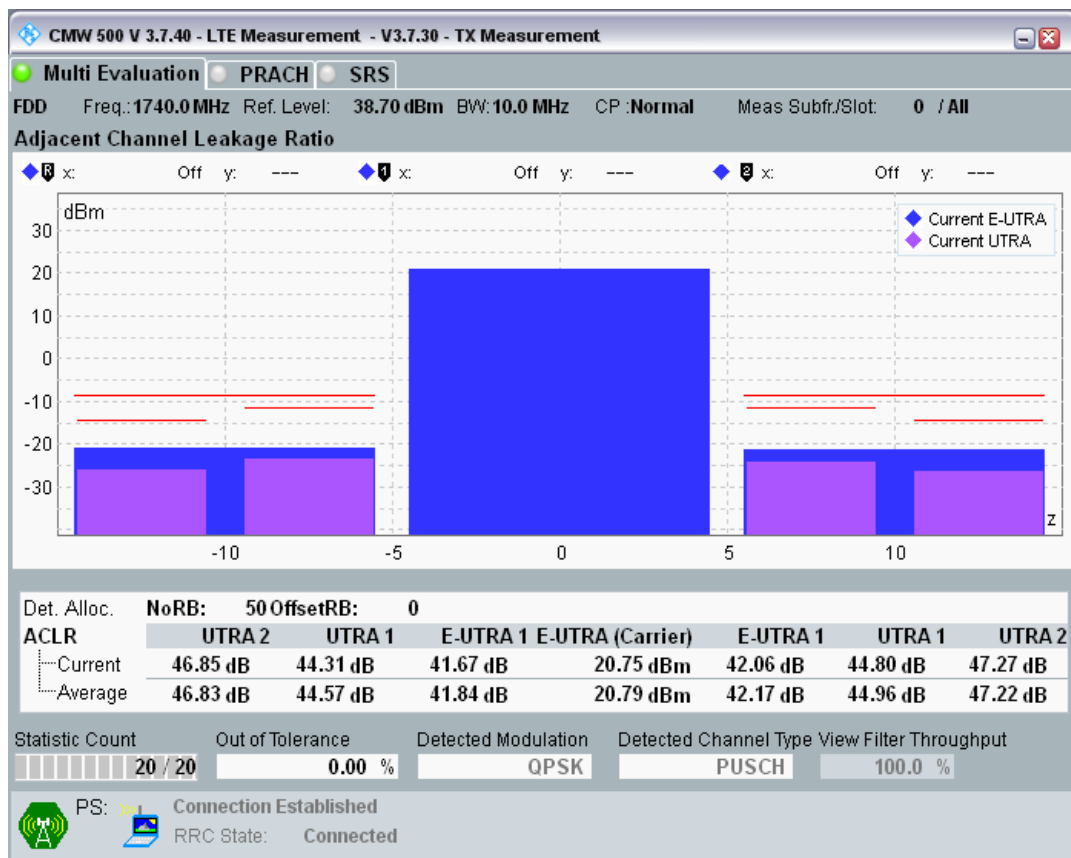 CMW 500 V 3.7.40 - LTE Measurement - V3.7.30 - TX Measurement
Multi Evaluation PRACH SRS
FDD Freq.: 1740.0 MHz Ref. Level: 38.70 dBm BW: 10.0 MHz CP :Normal Meas Subfr./Slot: 0 / All
Adjacent Channel Leakage Ratio
R x: Off y: --- 1 x: Off y: --- 2 x: Off y: ---
dBm
Current E-UTRA
Current UTRA
30
20
10
0
-10
-20
-30
z
-10 -5 0 5 10
Det. Alloc. NoRB: 50 OffsetRB: 0
ACLR UTRA 2 UTRA 1 E-UTRA 1 E-UTRA (Carrier) E-UTRA 1 UTRA 1 UTRA 2
Current 46.85 dB 44.31 dB 41.67 dB 20.75 dBm 42.06 dB 44.80 dB 47.27 dB
Average 46.83 dB 44.57 dB 41.84 dB 20.79 dBm 42.17 dB 44.96 dB 47.22 dB
Statistic Count Out of Tolerance Detected Modulation Detected Channel Type View Filter Throughput
20 / 20 0.00 % QPSK PUSCH 100.0 %
PS: Connection Established
RRC State: Connected